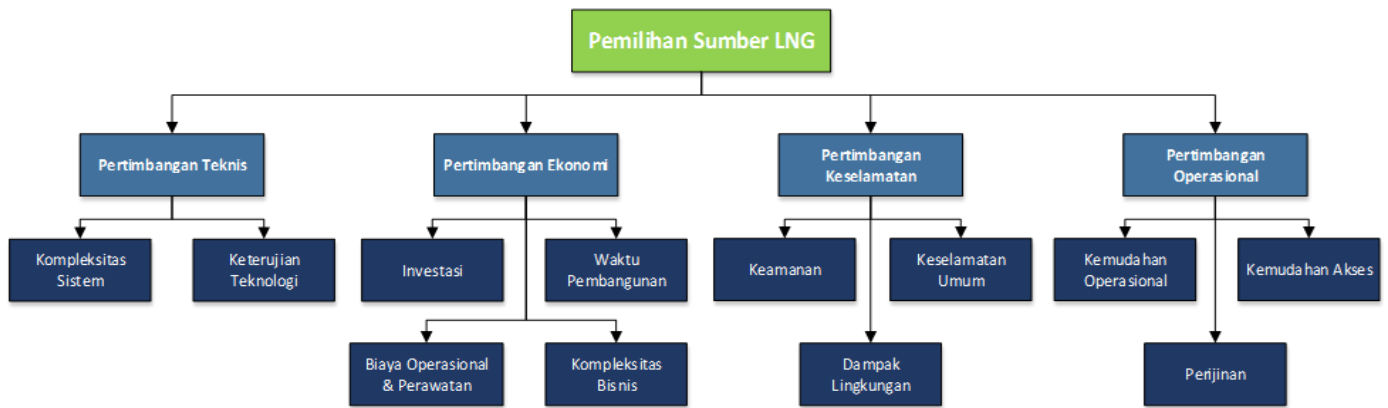 Pemilihan Sumber LNG
Pertimbangan Teknis
Pertimbangan Ekonomi
Pertimbangan
Keselamatan
Pertimbangan
Operasional
Kompleksitas
Sistem
Keterujian
Teknologi
Investasi
Waktu
Pembangunan
Biaya Operasional
& Perawatan
Kompleksitas
Bisnis
Keamanan
Keselamatan
Umum
Dampak
Lingkungan
Kemudahan
Operasional
Kemudahan Akses
Perijinan